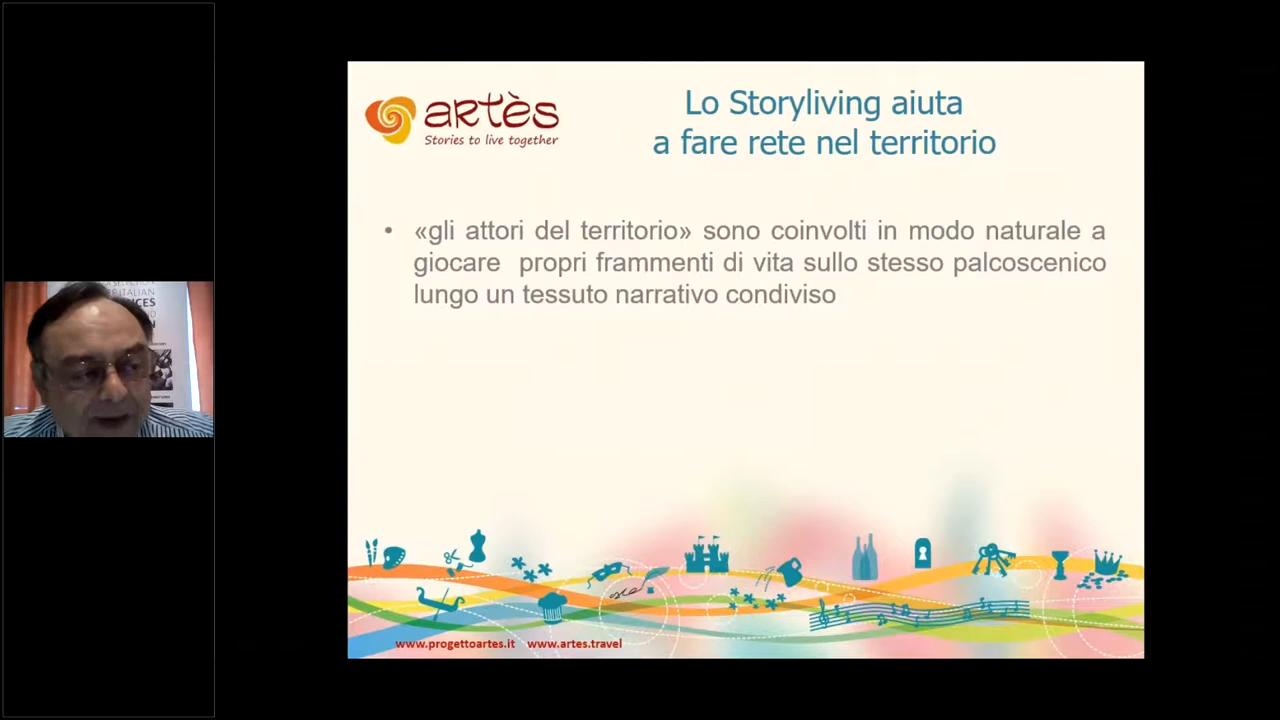 artès
Stories to live together
Lo Storyliving aiuta
a fare rete nel territorio
• «gli attori del territorio» sono coinvolti in modo naturale a
giocare propri frammenti di vita sullo stesso palcoscenico
lungo un tessuto narrativo condiviso
www.progettoartes.it www.artes.travel